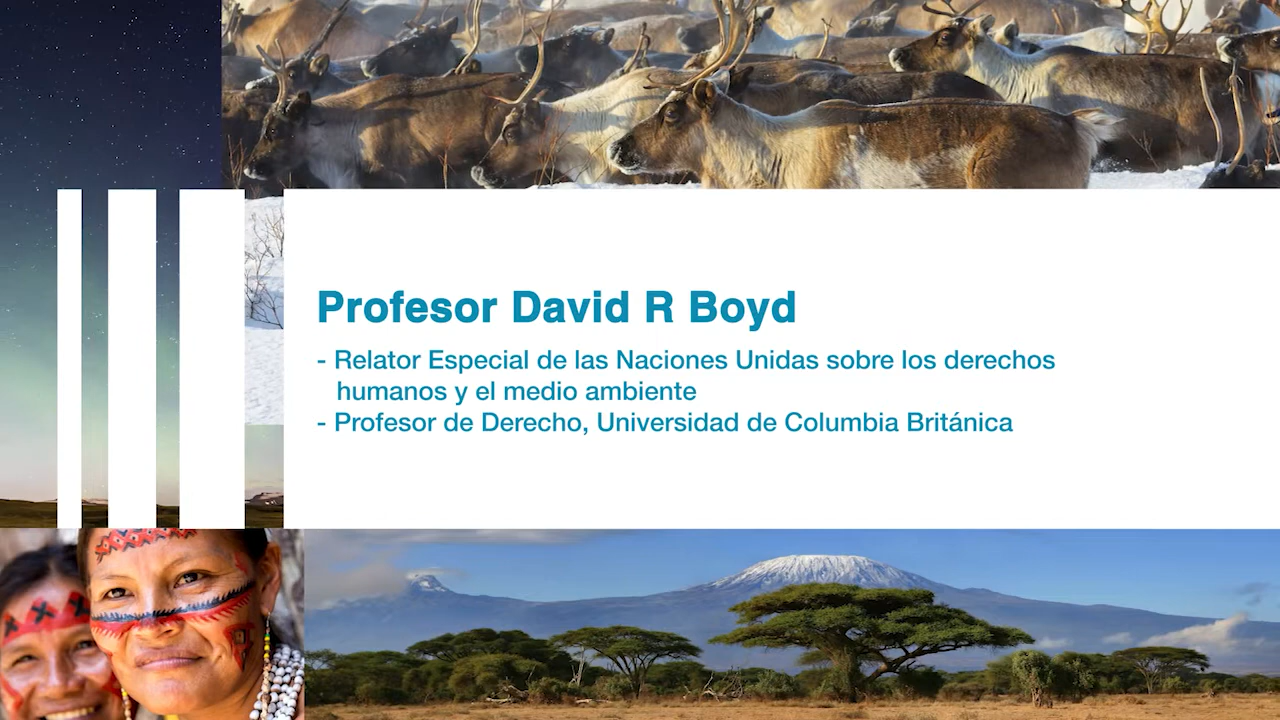 Profesor David R Boyd
- Relator Especial de las Naciones Unidas sobre los derechos
humanos y el medio ambiente
- Profesor de Derecho, Universidad de Columbia Británica